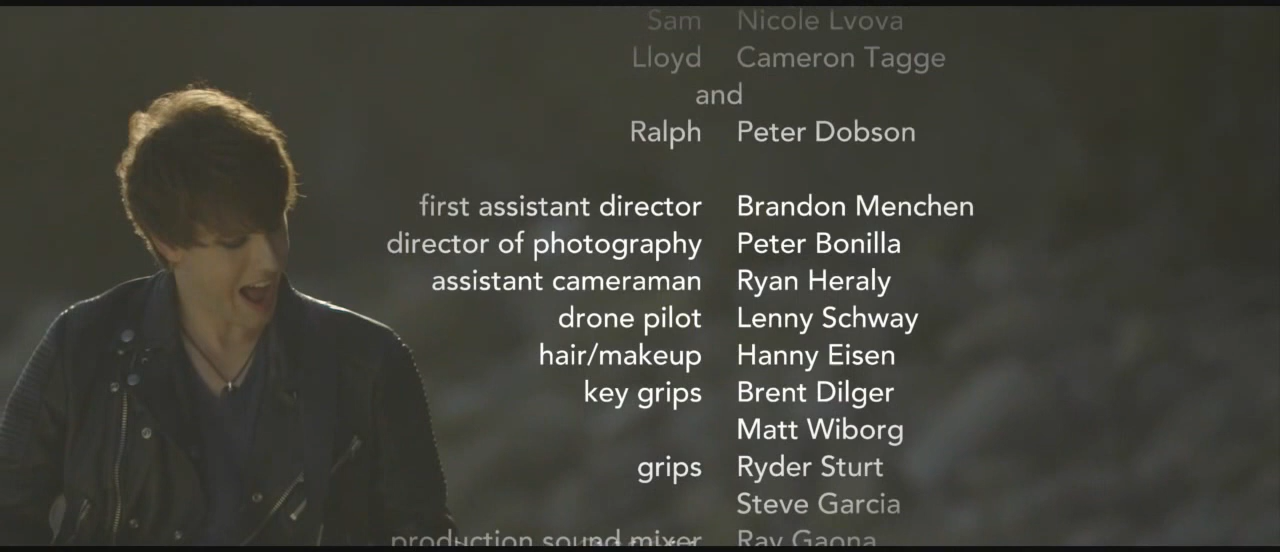 Sam Nicole Lvova
Lloyd Cameron Tagge
and
Ralph Peter Dobson
first assistant director Brandon Menchen
director of photography Peter Bonilla
assistant cameraman Ryan Heraly
drone pilot Lenny Schway
hair/makeup Hanny Eisen
key grips Brent Dilger
Matt Wiborg
grips Ryder Sturt
Steve Garcia
production sound mixer Ray Gaona